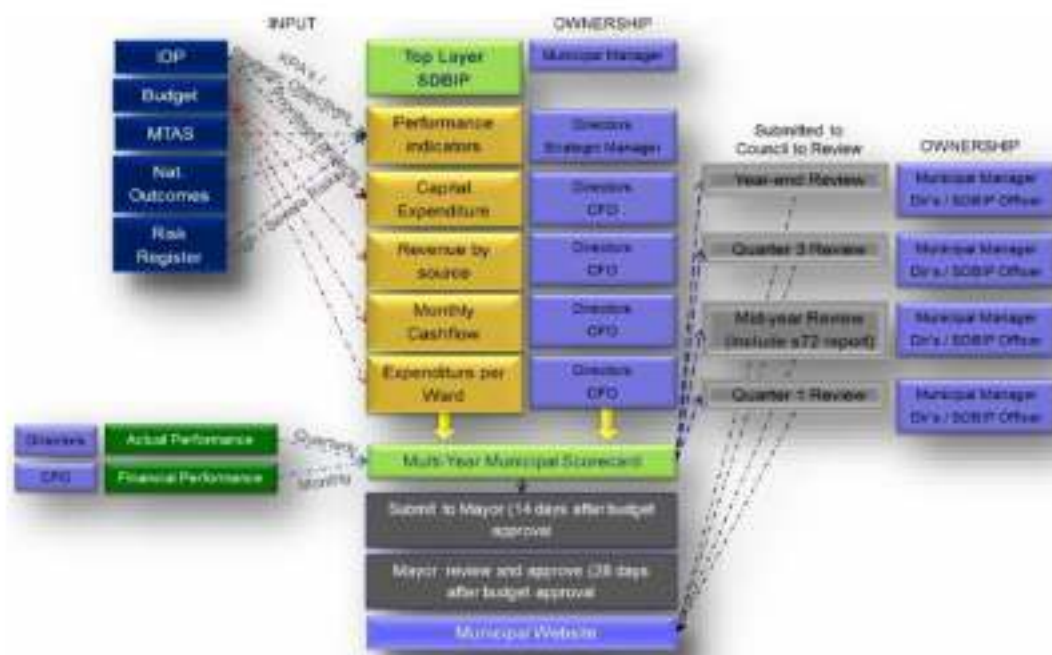 INPUT
OWNERSHIP
IDP
Budget
MTAS
Nat.
Outcomes
Risk
Register
KPA's /
Objectives
Top Layer
SDBIP
Municipal Manager
Performance
indicators
Directors
Strategic Manager
Capital
Expenditure
Directors
CFO
Revenue by
source
Directors
CFO
Monthly
Cashflow
Directors
CFO
Expenditure per
Ward
Directors
CFO
Submitted to
Council to Review
OWNERSHIP
Year-end Review
Municipal Manager
Dir's / SDBIP Officer
Quarter 3 Review
Municipal Manager
Dir's / SDBIP Officer
Mid-year Review
(Include s72 report)
Municipal Manager
Dir's / SDBIP Officer
Quarter 1 Review
Municipal Manager
Dir's / SDBIP Officer
Directors
Actual Performance
Quarterly
CFO
Financial Performance
Monthly
Multi-Year Municipal Scorecard
Submit to Mayor (14 days after budget
approval
Mayor review and approve (28 days
after budget approval
Municipal Website